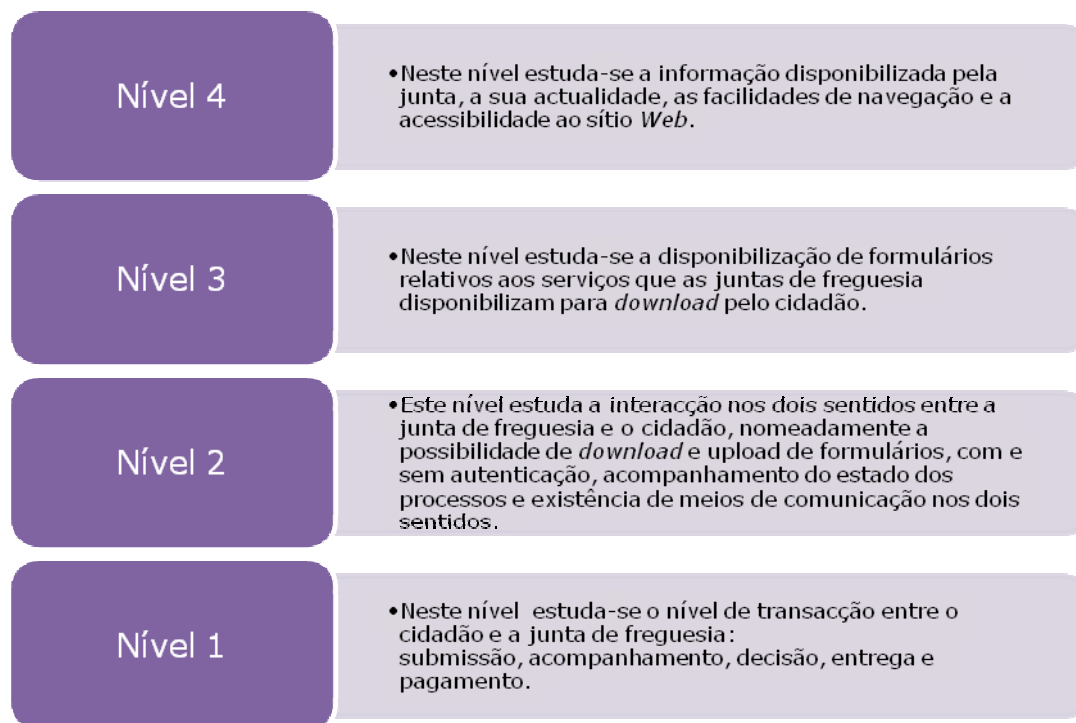 Nível 4
•Neste nível estuda-se a informação disponibilizada pela
junta, a sua actualidade, as facilidades de navegação e a
acessibilidade ao sítio Web.
Nível 3
•Neste nível estuda-se a disponibilização de formulários
relativos aos serviços que as juntas de freguesia
disponibilizam para download pelo cidadão.
Nível 2
•Este nível estuda a interacção nos dois sentidos entre a
junta de freguesia e o cidadão, nomeadamente a
possibilidade de download e upload de formulários, com e
sem autenticação, acompanhamento do estado dos
processos e existência de meios de comunicação nos dois
sentidos.
Nível 1
•Neste nível  estuda-se o nível de transacção entre o
cidadão e a junta de freguesia:
submissão, acompanhamento, decisão, entrega e
pagamento.